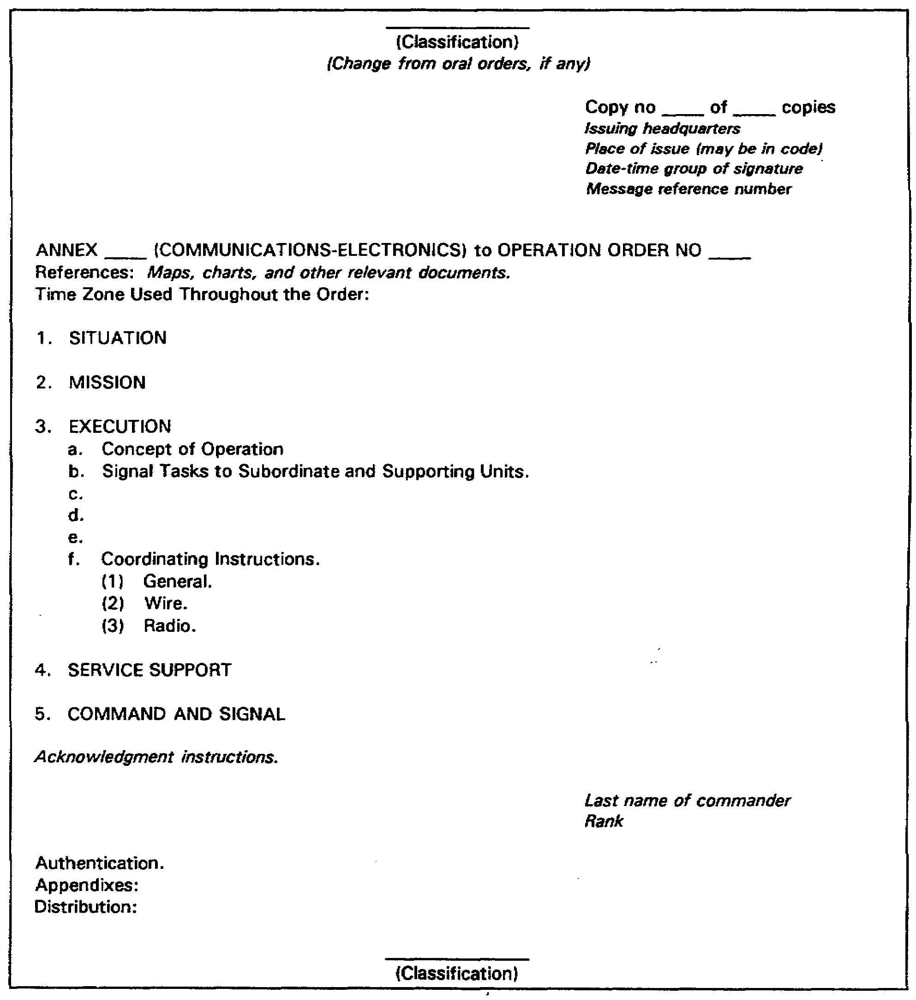 (Classification)
(Change from oral orders, if any)
Copy no ____ of ____ copies
Issuing headquarters
Place of issue (may be in code)
Date-time group of signature
Message reference number
ANNEX ____ (COMMUNICATIONS-ELECTRONICS) to OPERATION ORDER NO ____
References: Maps, charts, and other relevant documents.
Time Zone Used Throughout the Order:
1. SITUATION
2. MISSION
3. EXECUTION
a. Concept of Operation
b. Signal Tasks to Subordinate and Supporting Units.
c.
d.
e.
f. Coordinating Instructions.
(1) General.
(2) Wire.
(3) Radio.
4. SERVICE SUPPORT
5. COMMAND AND SIGNAL
Acknowledgment instructions.
Last name of commander
Rank
Authentication.
Appendixes:
Distribution:
(Classification)